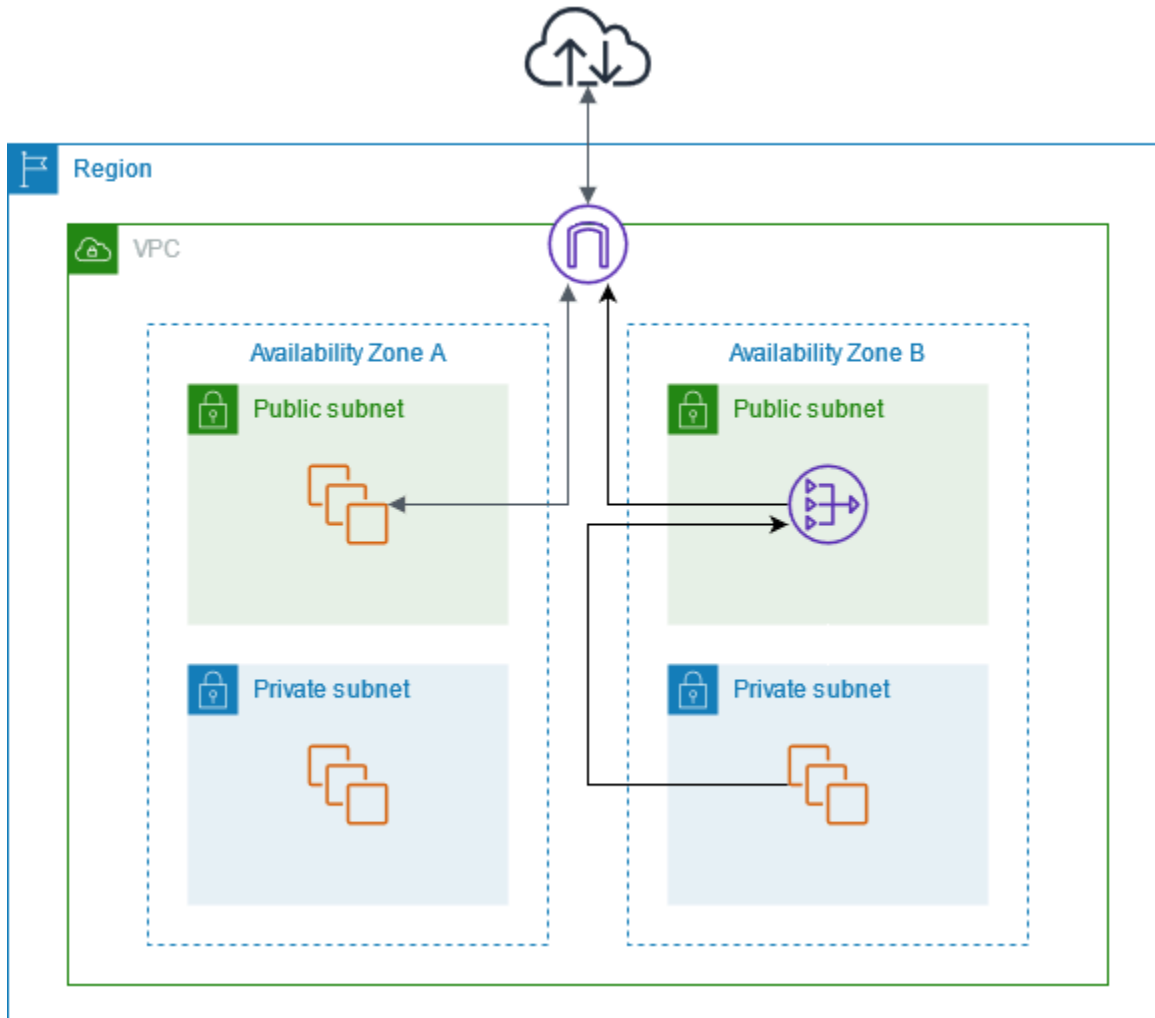 Region
VPC
Availability Zone A
Availability Zone B
Public subnet
Public subnet
Private subnet
Private subnet